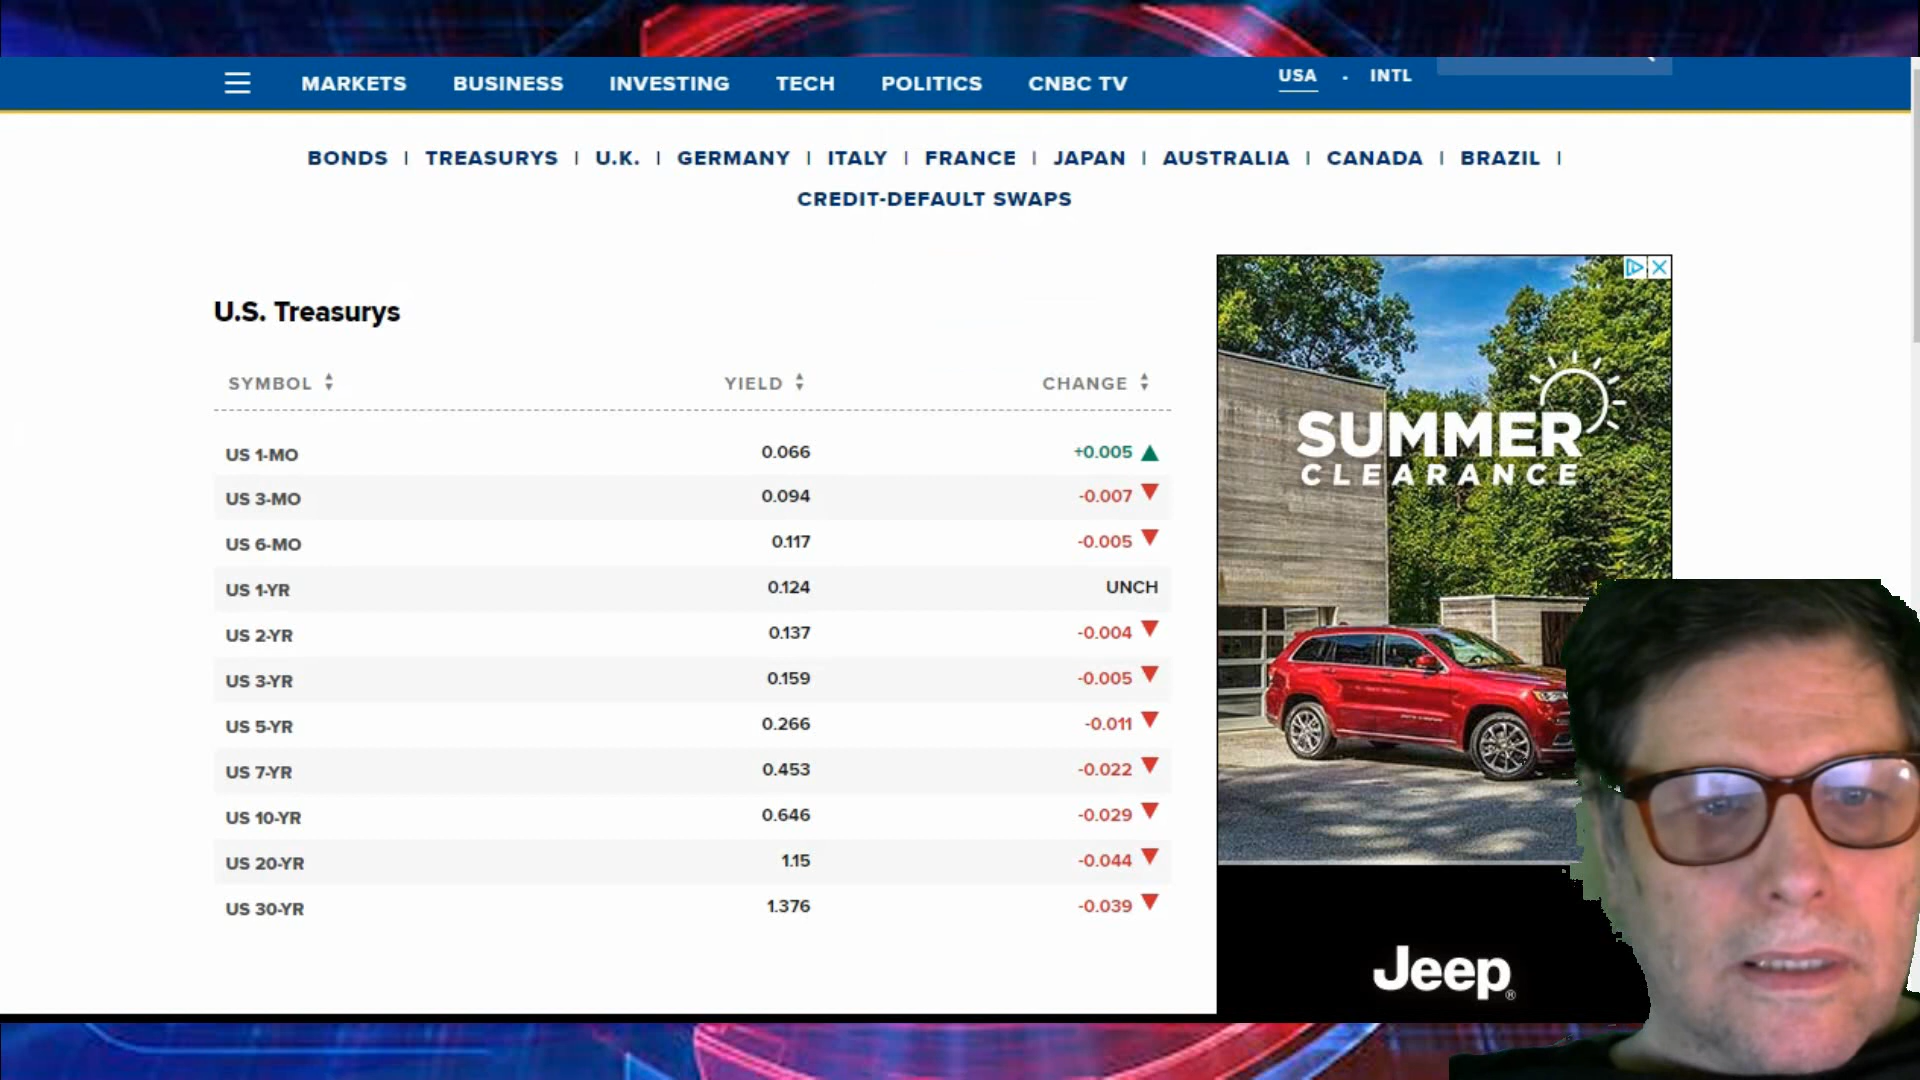 MARKETS BUSINESS INVESTING TECH POLITICS CNBC TV USA · INTL
BONDS | TREASURYS | U.K. | GERMANY | ITALY | FRANCE | JAPAN | AUSTRALIA | CANADA | BRAZIL |
CREDIT-DEFAULT SWAPS
U.S. Treasurys
SYMBOL YIELD CHANGE
US 1-MO 0.066 +0.005
US 3-MO 0.094 -0.007
US 6-MO 0.117 -0.005
US 1-YR 0.124 UNCH
US 2-YR 0.137 -0.004
US 3-YR 0.159 -0.005
US 5-YR 0.266 -0.011
US 7-YR 0.453 -0.022
US 10-YR 0.646 -0.029
US 20-YR 1.15 -0.044
US 30-YR 1.376 -0.039
SUMMER
CLEARANCE
Jeep®